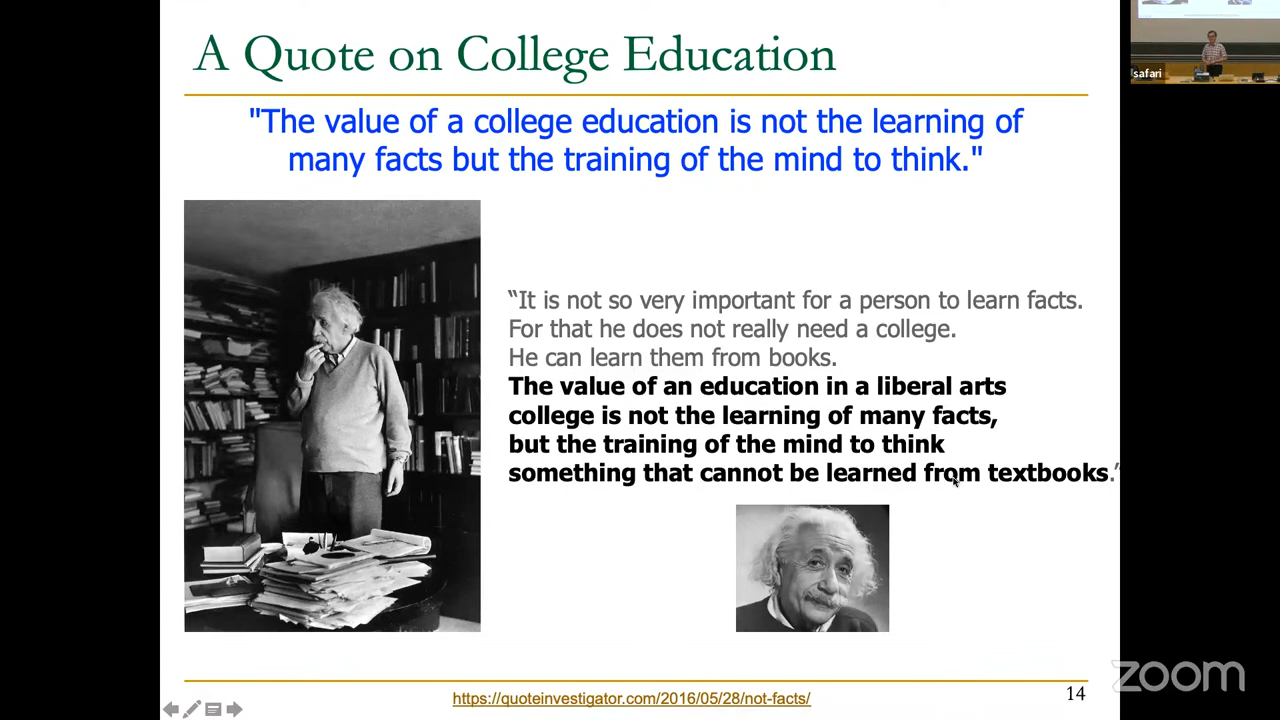 A Quote on College Education
"The value of a college education is not the learning of
many facts but the training of the mind to think."
“It is not so very important for a person to learn facts.
For that he does not really need a college.
He can learn them from books.
The value of an education in a liberal arts
college is not the learning of many facts,
but the training of the mind to think
something that cannot be learned from textbooks.”
https://quoteinvestigator.com/2016/05/28/not-facts/
14
safari
zoom